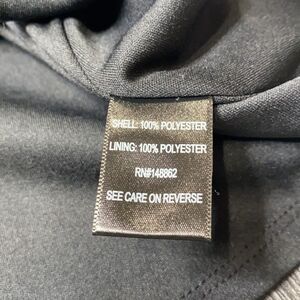 SHELL: 100% POLYESTER
LINING: 100% POLYESTER
RN#148862
SEE CARE ON REVERSE